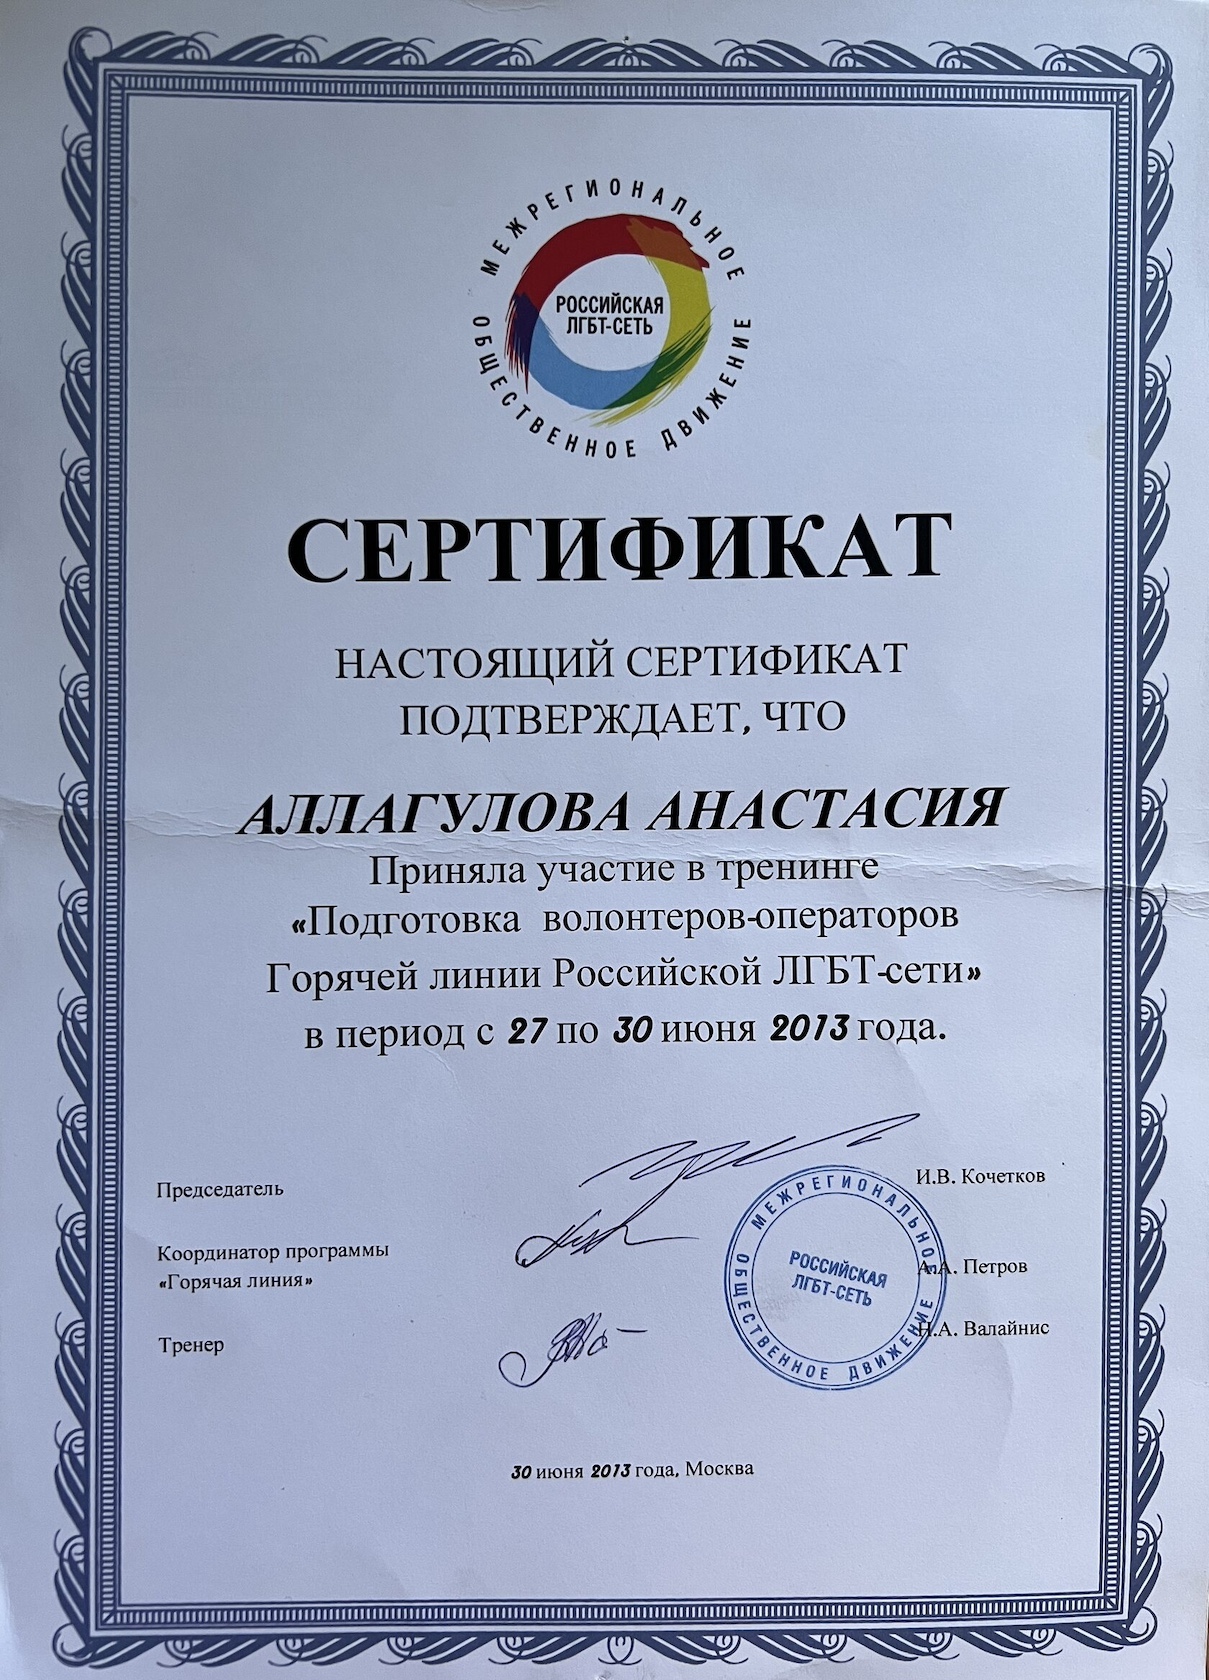 МЕЖРЕГИОНАЛЬНОЕ
ОБЩЕСТВЕННОЕ ДВИЖЕНИЕ
РОССИЙСКАЯ
ЛГБТ-СЕТЬ
СЕРТИФИКАТ
НАСТОЯЩИЙ СЕРТИФИКАТ
ПОДТВЕРЖДАЕТ, ЧТО
АЛЛАГУЛОВА АНАСТАСИЯ
Приняла участие в тренинге
«Подготовка волонтеров-операторов
Горячей линии Российской ЛГБТ-сети»
в период с 27 по 30 июня 2013 года.
Председатель
И.В. Кочетков
Координатор программы
«Горячая линия»
А.А. Петров
Тренер
Н.А. Валайнис
МЕЖРЕГИОНАЛЬНОЕ
ОБЩЕСТВЕННОЕ ДВИЖЕНИЕ
РОССИЙСКАЯ
ЛГБТ-СЕТЬ
30 июня 2013 года, Москва